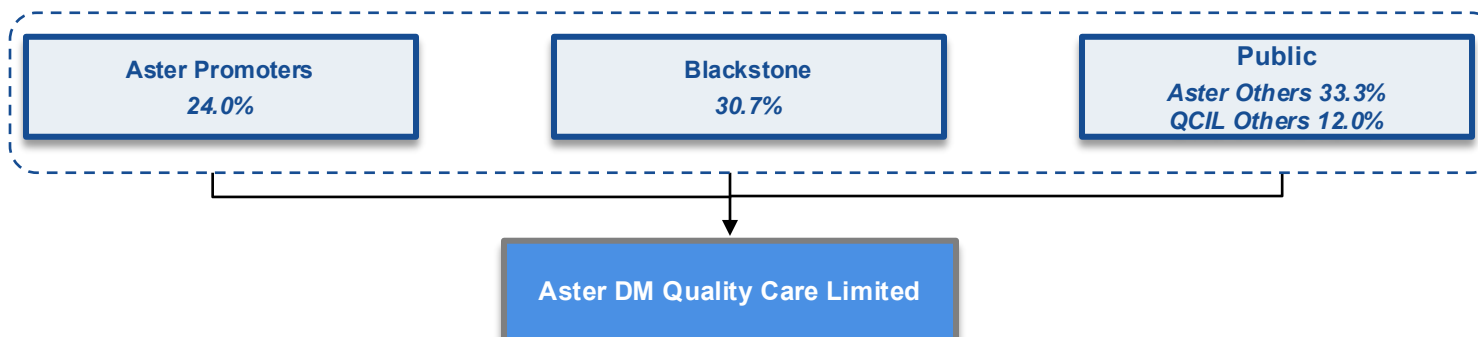 Aster Promoters
24.0%
Blackstone
30.7%
Public
Aster Others 33.3%
QCIL Others 12.0%
Aster DM Quality Care Limited